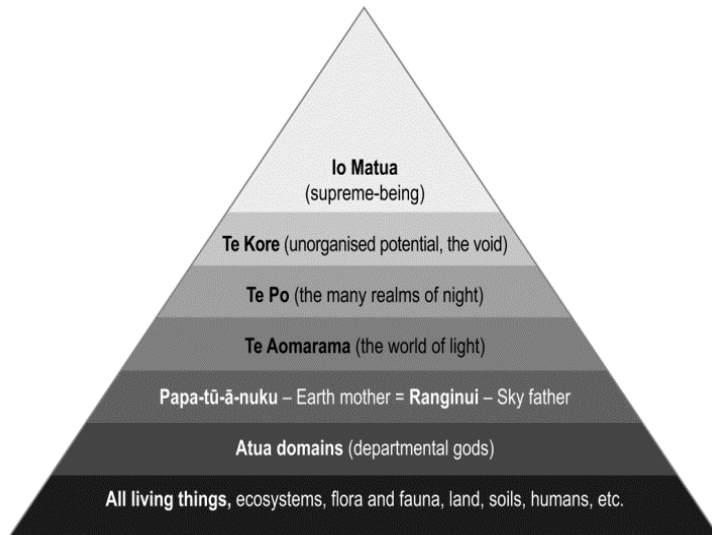 Io Matua
(supreme-being)
Te Kore (unorganised potential, the void)
Te Po (the many realms of night)
Te Aomarama (the world of light)
Papa-tū-ā-nuku – Earth mother = Ranginui – Sky father
Atua domains (departmental gods)
All living things, ecosystems, flora and fauna, land, soils, humans, etc.